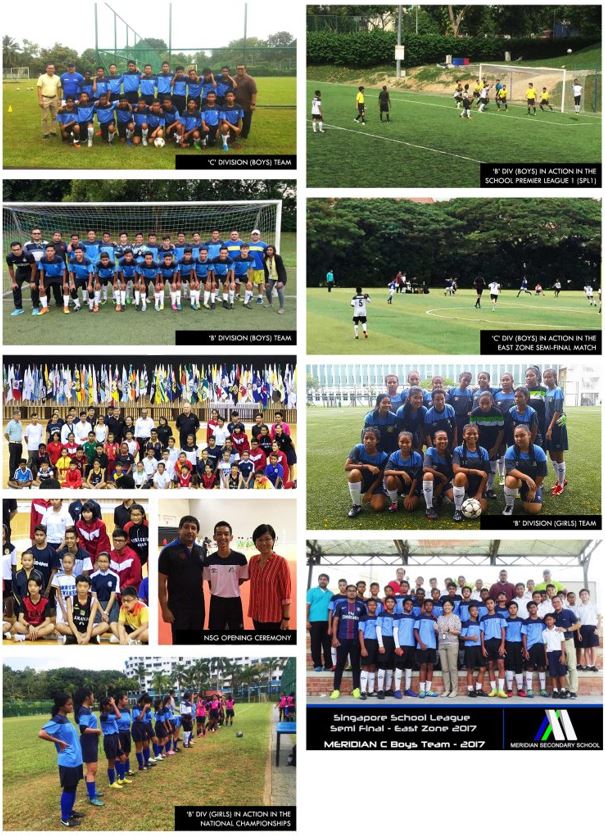 'C' DIVISION (BOYS) TEAM
'B' DIVISION (BOYS) TEAM
NSG OPENING CEREMONY
'B' DIV (GIRLS) IN ACTION IN THE
NATIONAL CHAMPIONSHIPS
'B' DIV (BOYS) IN ACTION IN THE
SCHOOL PREMIER LEAGUE 1 (SPL1)
5
'C' DIV (BOYS) IN ACTION IN THE
EAST ZONE SEMI-FINAL MATCH
'B' DIVISION (GIRLS) TEAM
Singapore School League
Semi Final - East Zone 2017
MERIDIAN C Boys Team - 2017
MERIDIAN SECONDARY SCHOOL